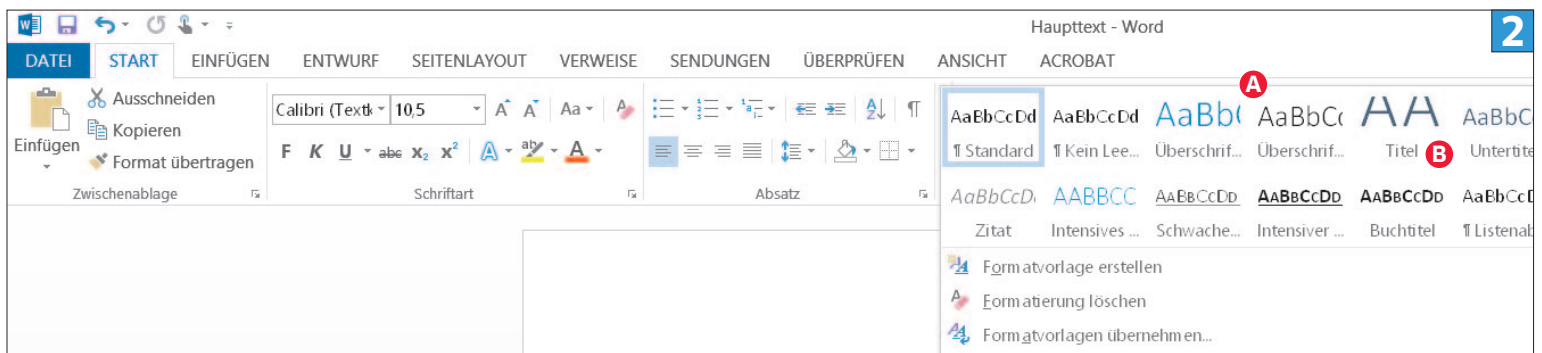 Haupttext - Word
2
DATEI START EINFÜGEN ENTWURF SEITENLAYOUT VERWEISE SENDUNGEN ÜBERPRÜFEN ANSICHT ACROBAT
A
Ausschneiden
Kopieren
Format übertragen
Einfügen
Zwischenablage
Calibri (Textk 10,5 A A Aa A
F K U abc X₂ X² A ab A
Schriftart
Absatz
AaBbCcDd AaBbCcDd AaBb( AaBbCc AA AaBbC
¶ Standard ¶ Kein Lee... Überschrif... Überschrif... Titel B Untertite
AaBbCcD AABBCC AaBbCcDd AaBbCcDd AaBbCcDd AaBbCcD
Zitat Intensives ... Schwache... Intensiver ... Buchtitel ¶ Listenab
Formatvorlage erstellen
Formatierung löschen
Formatvorlagen übernehmen...